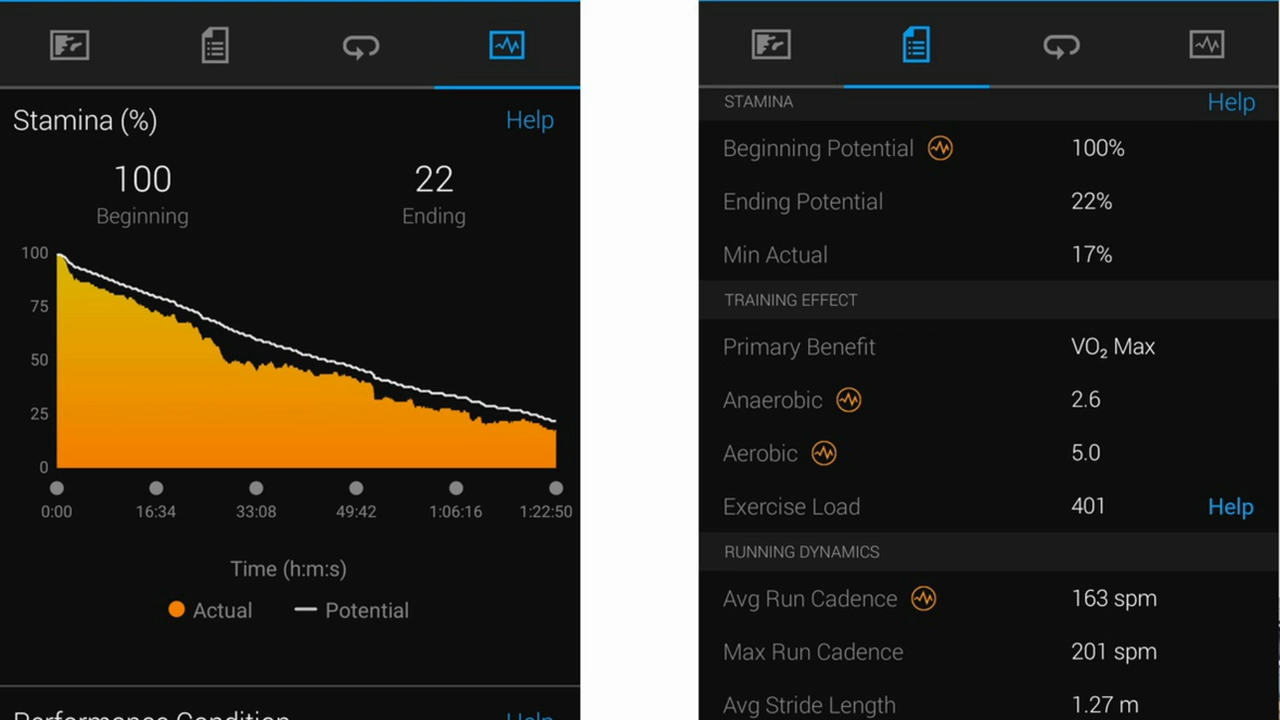 Stamina (%) Help
100 22
Beginning Ending
100
75
50
25
0
0:00 16:34 33:08 49:42 1:06:16 1:22:50
Time (h:m:s)
Actual Potential
Performance Condition Help
STAMINA Help
Beginning Potential 100%
Ending Potential 22%
Min Actual 17%
TRAINING EFFECT
Primary Benefit VO₂ Max
Anaerobic 2.6
Aerobic 5.0
Exercise Load 401 Help
RUNNING DYNAMICS
Avg Run Cadence 163 spm
Max Run Cadence 201 spm
Avg Stride Length 1.27 m